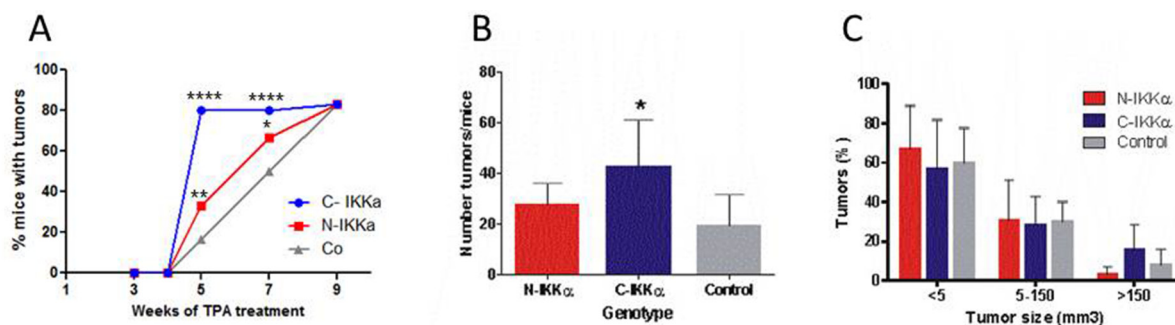 A
% mice with tumors
100
80
60
40
20
0
1
3
5
7
9
Weeks of TPA treatment
****
****
*
**
C- IKKa
N-IKKa
Co
B
Number tumors/mice
80
60
40
20
0
*
N-IKKα
C-IKKα
Control
Genotype
C
Tumors (%)
100
80
60
40
20
0
N-IKKα
C-IKKα
Control
<5
5-150
>150
Tumor size (mm3)